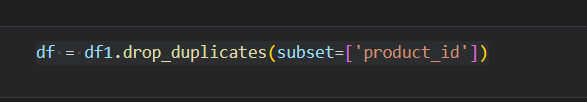 df = df1.drop_duplicates(subset=['product_id'])